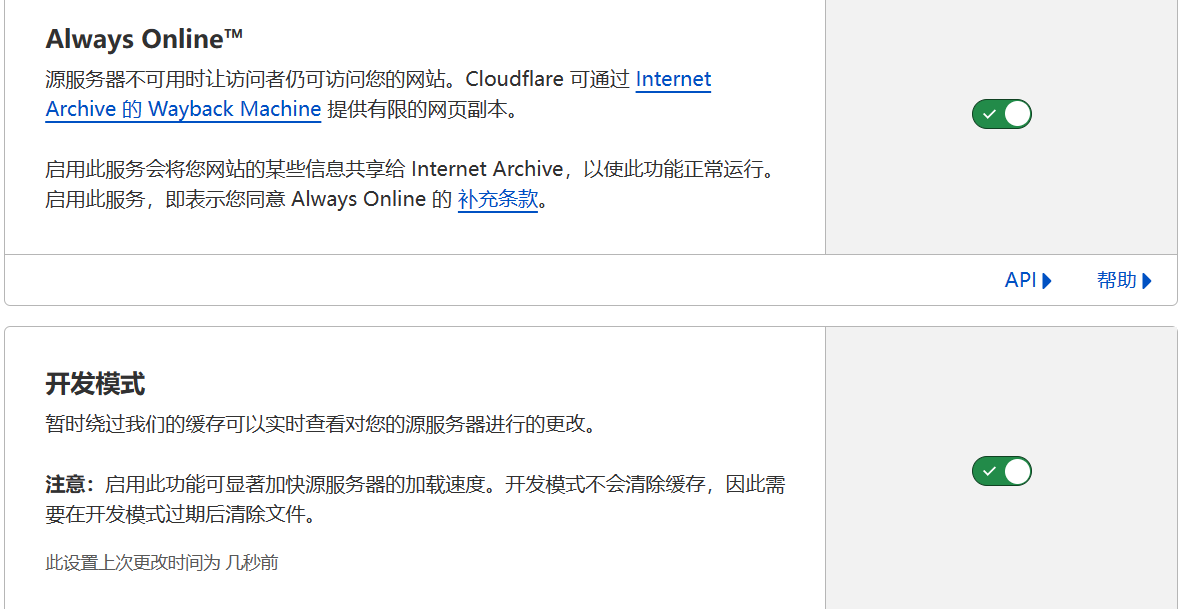 Always Online™
源服务器不可用时让访问者仍可访问您的网站。Cloudflare 可通过 Internet
Archive 的 Wayback Machine 提供有限的网页副本。
启用此服务会将您网站的某些信息共享给 Internet Archive，以使此功能正常运行。
启用此服务，即表示您同意 Always Online 的 补充条款。
API
帮助
开发模式
暂时绕过我们的缓存可以实时查看对您的源服务器进行的更改。
注意：启用此功能可显著加快源服务器的加载速度。开发模式不会清除缓存，因此需
要在开发模式过期后清除文件。
此设置上次更改时间为 几秒前